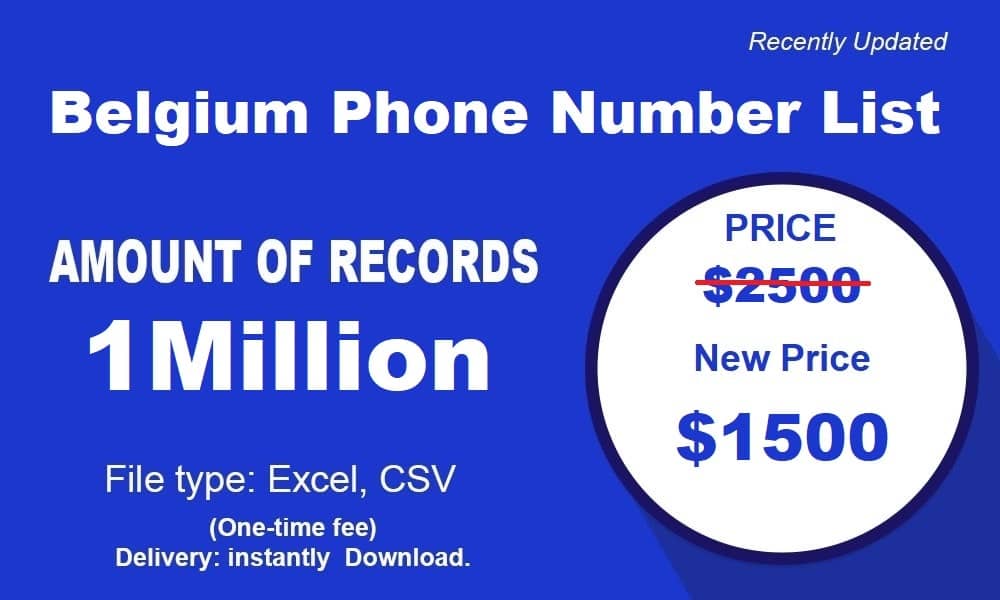 Recently Updated
Belgium Phone Number List
AMOUNT OF RECORDS
1Million
File type: Excel, CSV
(One-time fee)
Delivery: instantly Download.
PRICE
$2500
New Price
$1500